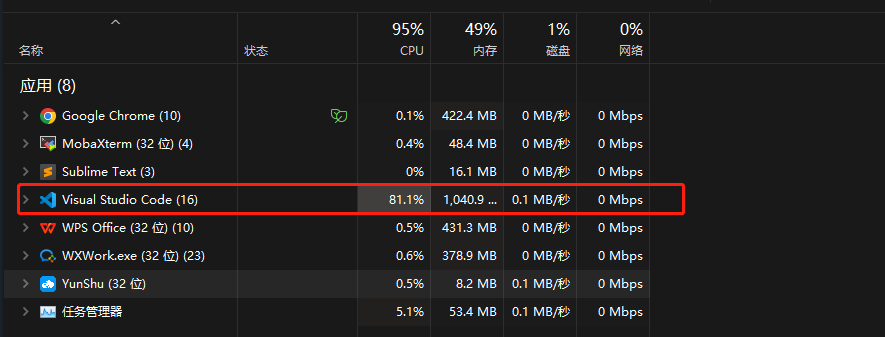 95% 49% 1% 0%
名称 状态 CPU 内存 磁盘 网络
应用 (8)
Google Chrome (10) 0.1% 422.4 MB 0 MB/秒 0 Mbps
MobaXterm (32 位) (4) 0.4% 48.4 MB 0 MB/秒 0 Mbps
Sublime Text (3) 0% 16.1 MB 0 MB/秒 0 Mbps
Visual Studio Code (16) 81.1% 1,040.9 ... 0.1 MB/秒 0 Mbps
WPS Office (32 位) (10) 0.5% 431.3 MB 0 MB/秒 0 Mbps
WXWork.exe (32 位) (23) 0.6% 378.9 MB 0 MB/秒 0 Mbps
YunShu (32 位) 0.5% 8.2 MB 0.1 MB/秒 0 Mbps
任务管理器 5.1% 53.4 MB 0.1 MB/秒 0 Mbps